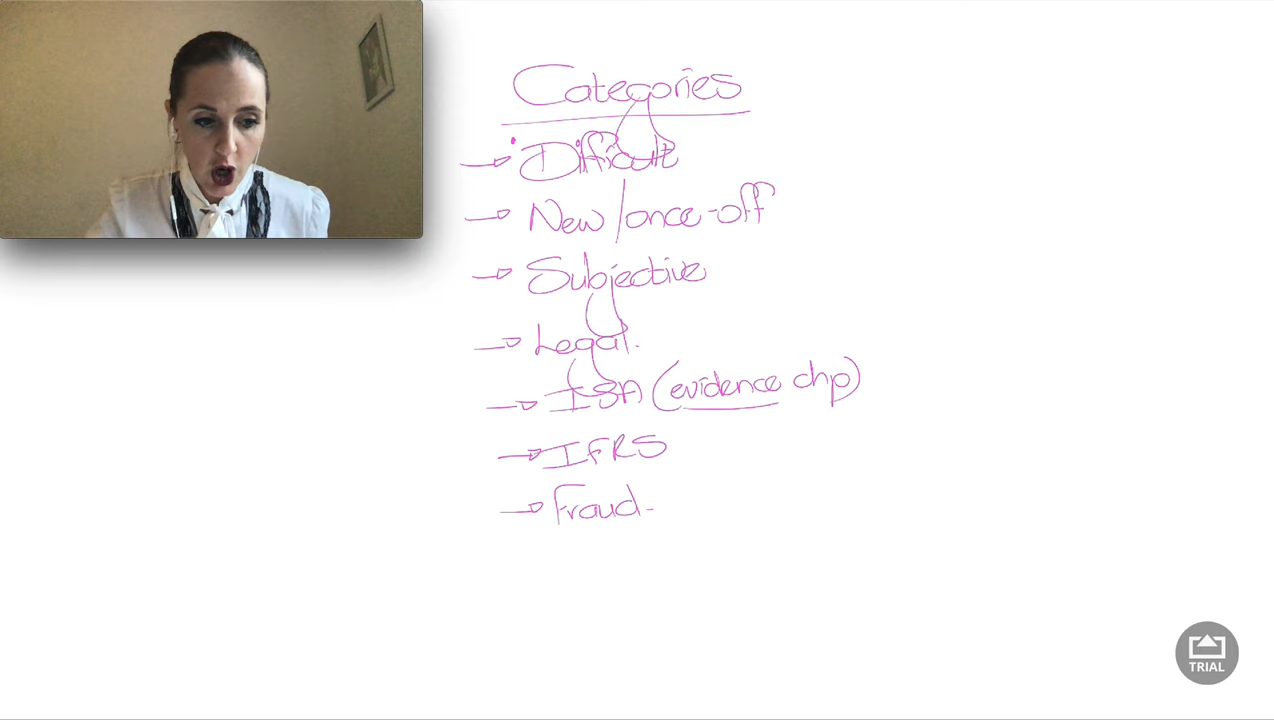 Categories
→ Difficult
→ New/once-off
→ Subjective
→ Legal.
→ ISA (evidence chp)
→ IFRS
→ Fraud.
TRIAL